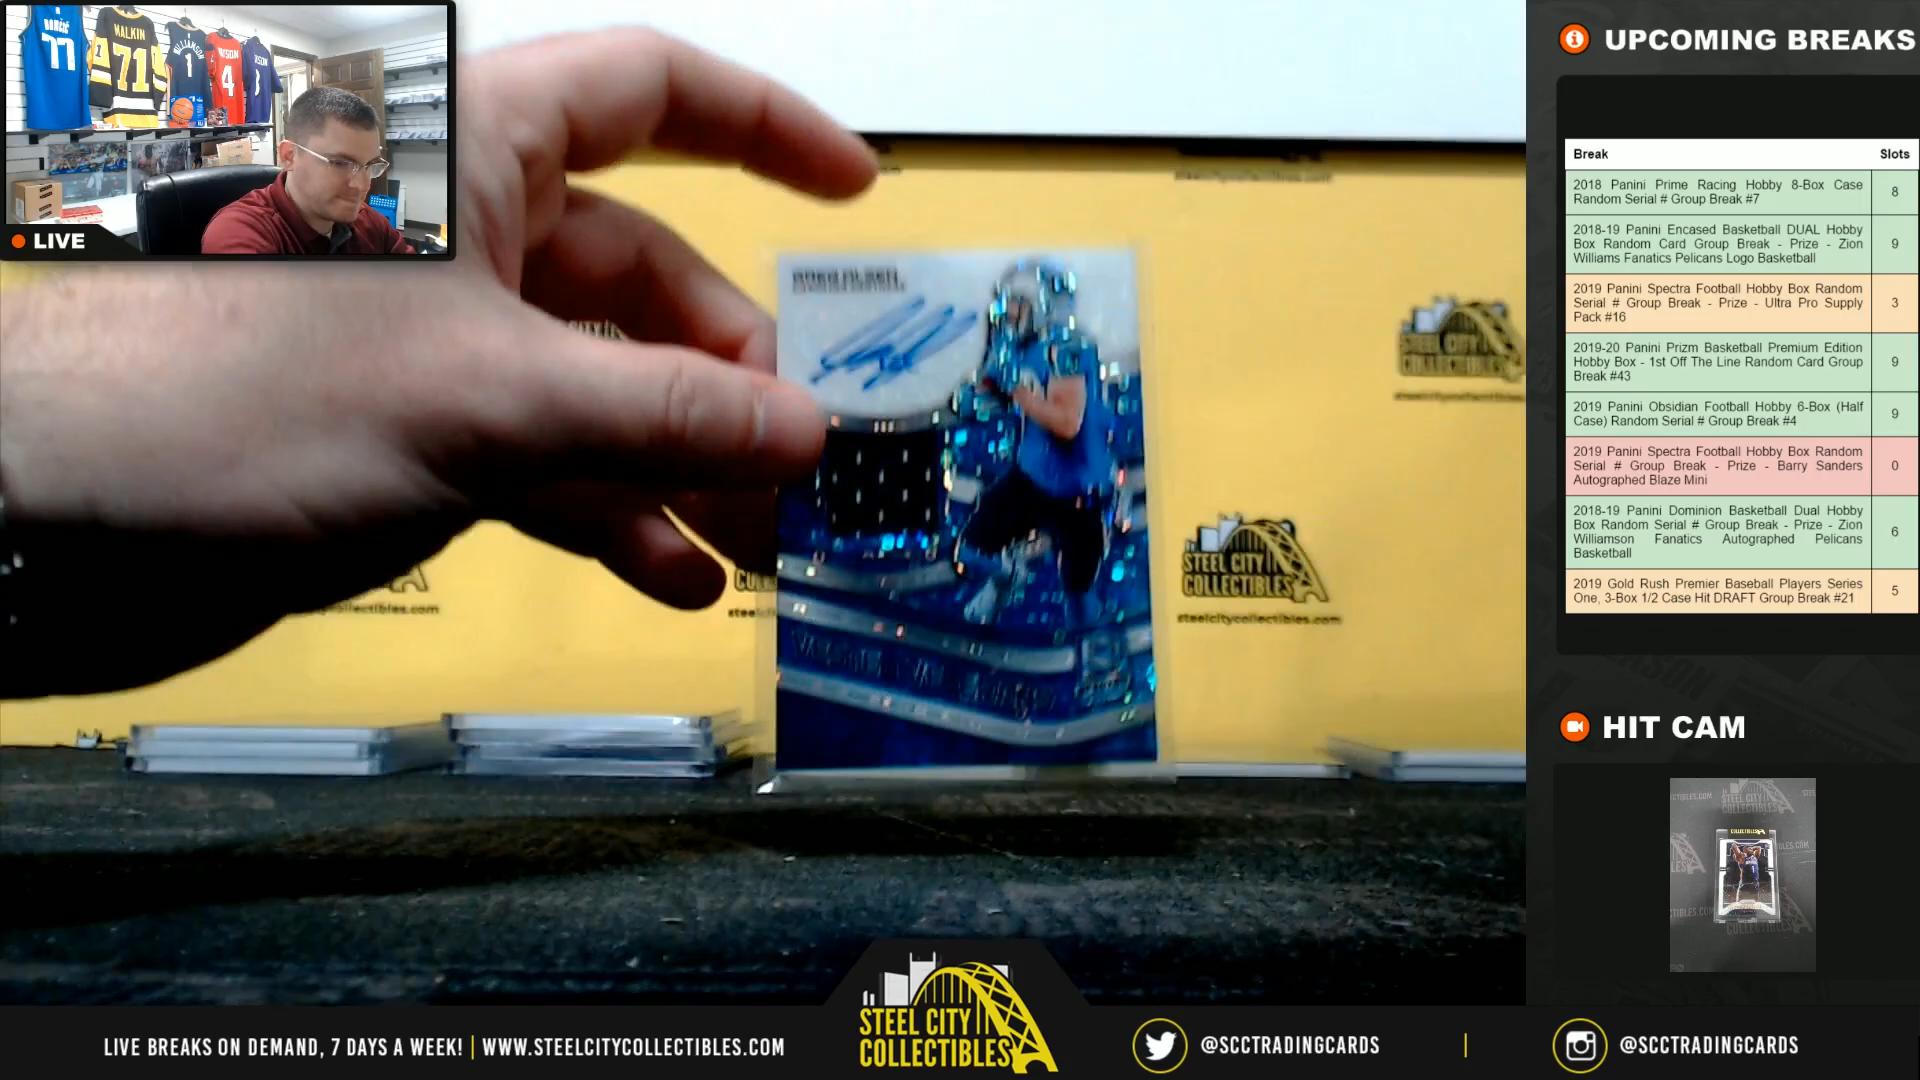 DONČIĆ
77
MALKIN
71
WILLIAMSON
1
4
LIVE
GREG OLSEN
STEEL CITY
COLLECTIBLES
steelcitycollectibles.com
UPCOMING BREAKS
Break Slots
2018 Panini Prime Racing Hobby 8-Box Case
Random Serial # Group Break #7
8
2018-19 Panini Encased Basketball DUAL Hobby
Box Random Card Group Break - Prize - Zion
Williams Fanatics Pelicans Logo Basketball
9
2019 Panini Spectra Football Hobby Box Random
Serial # Group Break - Prize - Ultra Pro Supply
Pack #16
3
2019-20 Panini Prizm Basketball Premium Edition
Hobby Box - 1st Off The Line Random Card Group
Break #43
9
2019 Panini Obsidian Football Hobby 6-Box (Half
Case) Random Serial # Group Break #4
9
2019 Panini Spectra Football Hobby Box Random
Serial # Group Break - Prize - Barry Sanders
Autographed Blaze Mini
0
2018-19 Panini Dominion Basketball Dual Hobby
Box Random Serial # Group Break - Prize - Zion
Williamson Fanatics Autographed Pelicans
Basketball
6
2019 Gold Rush Premier Baseball Players Series
One, 3-Box 1/2 Case Hit DRAFT Group Break #21
5
HIT CAM
LIVE BREAKS ON DEMAND, 7 DAYS A WEEK! | WWW.STEELCITYCOLLECTIBLES.COM
STEEL CITY
COLLECTIBLES
@SCCTRADINGCARDS | @SCCTRADINGCARDS